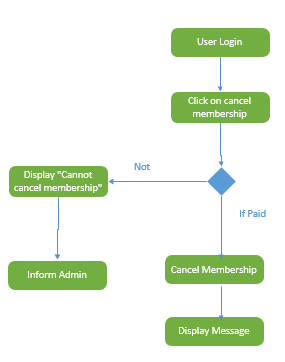 User Login
Click on cancel
membership
Not
Display "Cannot
cancel membership"
If Paid
Cancel Membership
Inform Admin
Display Message